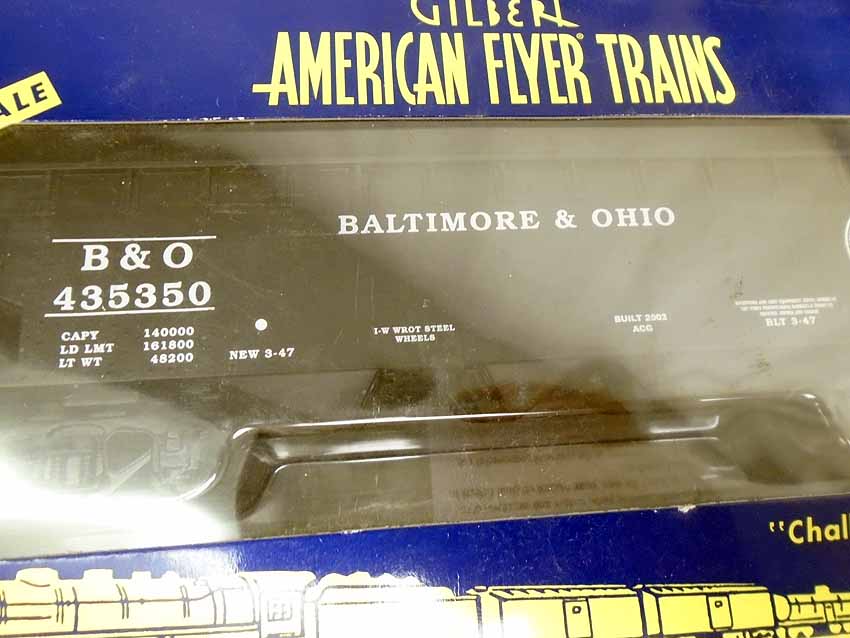 GILBERT
AMERICAN FLYER® TRAINS
ALE
BALTIMORE & OHIO
B & O
435350
CAPY 140000
LD LMT 161800
LT WT 48200
NEW 3-47
I-W WROT STEEL
WHEELS
BUILT 2003
ACG
BLT 3-47
"Chal